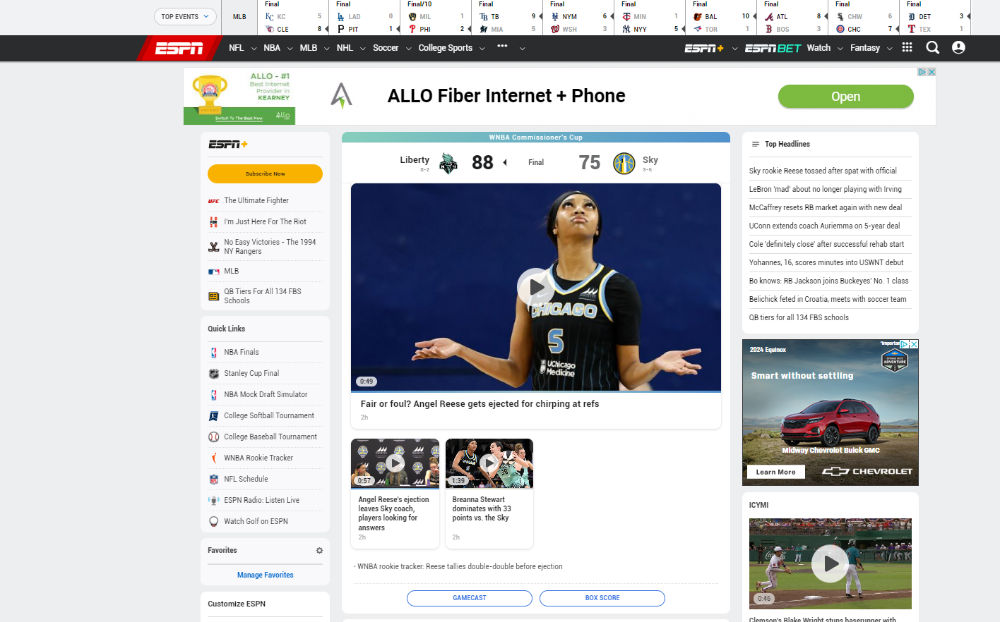 TOP EVENTS
MLB
Final
KC 5
CLE 8
Final
LAD 0
PIT 1
Final/10
MIL 1
PHI 2
Final
TB 9
MIA 5
Final
NYM 6
WSH 3
Final
MIN 1
NYY 5
Final
BAL 10
TOR 1
Final
ATL 8
BOS 3
Final
CHW 6
CHC 7
Final
DET 3
TEX 1
ESPN
NFL NBA MLB NHL Soccer College Sports ••• ESPN+ ESPN BET Watch Fantasy
ALLO - #1
Best Internet
Provider in
KEARNEY
Switch To The Best Now
Allo
ALLO Fiber Internet + Phone
Open
ESPN+
Subscribe Now
UFC The Ultimate Fighter
I'm Just Here For The Riot
No Easy Victories - The 1994
NY Rangers
MLB
QB Tiers For All 134 FBS
Schools
Quick Links
NBA Finals
Stanley Cup Final
NBA Mock Draft Simulator
College Softball Tournament
College Baseball Tournament
WNBA Rookie Tracker
NFL Schedule
ESPN Radio: Listen Live
Watch Golf on ESPN
Favorites
Manage Favorites
Customize ESPN
WNBA Commissioner's Cup
Liberty
8-2
88
Final
75
Sky
3-5
CHICAGO
5
UChicago
Medicine
0:49
Fair or foul? Angel Reese gets ejected for chirping at refs
2h
0:57
Angel Reese's ejection
leaves Sky coach,
players looking for
answers
2h
1:39
Breanna Stewart
dominates with 33
points vs. the Sky
2h
- WNBA rookie tracker: Reese tallies double-double before ejection
GAMECAST
BOX SCORE
Top Headlines
Sky rookie Reese tossed after spat with official
LeBron 'mad' about no longer playing with Irving
McCaffrey resets RB market again with new deal
UConn extends coach Auriemma on 5-year deal
Cole 'definitely close' after successful rehab start
Yohannes, 16, scores minutes into USWNT debut
Bo knows: RB Jackson joins Buckeyes' No. 1 class
Belichick feted in Croatia, meets with soccer team
QB tiers for all 134 FBS schools
2024 Equinox
*Important
SPRING INTO
ADVENTURE
Smart without settling
Midway Chevrolet Buick GMC
Learn More
CHEVROLET
ICYMI
0:46
Clemson's Blake Wright stuns baserunner with